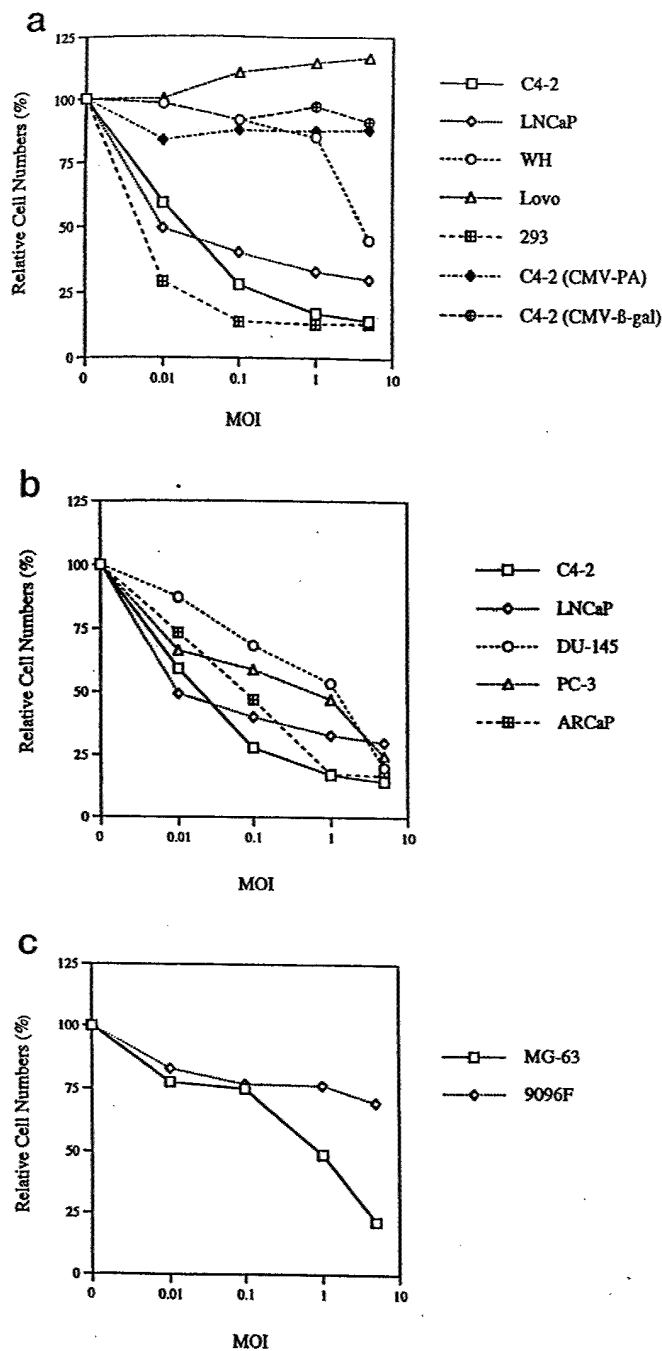 a
125
100
75
50
25
0
Relative Cell Numbers (%)
0
0.01
0.1
1
10
MOI
C4-2
LNCaP
WH
Lovo
293
C4-2 (CMV-PA)
C4-2 (CMV-ß-gal)
b
125
100
75
50
25
0
Relative Cell Numbers (%)
0
0.01
0.1
1
10
MOI
C4-2
LNCaP
DU-145
PC-3
ARCaP
c
125
100
75
50
25
0
Relative Cell Numbers (%)
0
0.01
0.1
1
10
MOI
MG-63
9096F